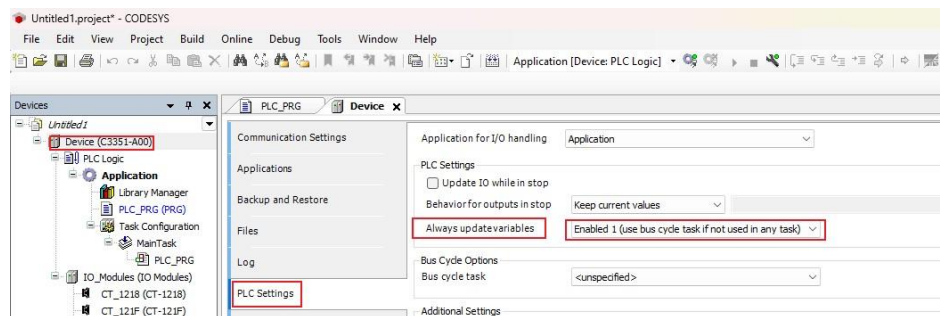 Untitled1.project* - CODESYS
File Edit View Project Build Online Debug Tools Window Help
Application [Device: PLC Logic]
Devices
PLC_PRG
Device
Untitled1
Device (C3351-A00)
PLC Logic
Application
Library Manager
PLC_PRG (PRG)
Task Configuration
MainTask
PLC_PRG
IO_Modules (IO Modules)
CT_1218 (CT-1218)
CT_121F (CT-121F)
Communication Settings
Applications
Backup and Restore
Files
Log
PLC Settings
Application for I/O handling Application
PLC Settings
Update IO while in stop
Behavior for outputs in stop Keep current values
Always update variables Enabled 1 (use bus cycle task if not used in any task)
Bus Cycle Options
Bus cycle task <unspecified>
Additional Settings